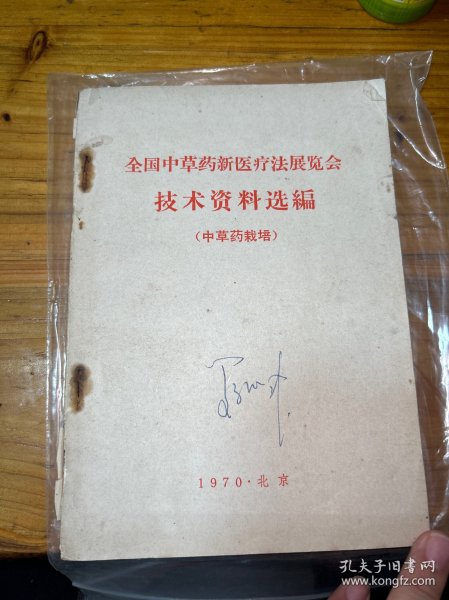 全国中草药新医疗法展览会
技术资料选編
（中草药栽培）
1970·北京
孔夫子旧书网
www.kongfz.com